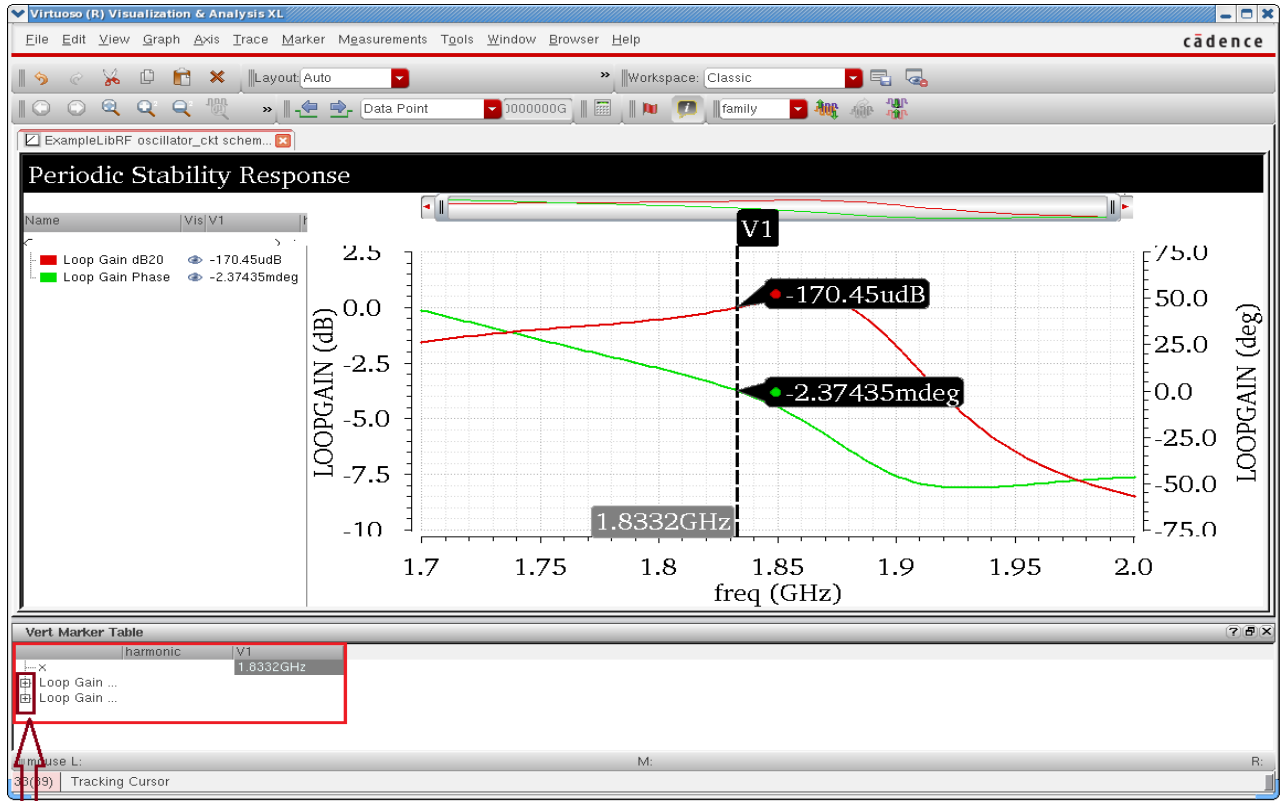 Virtuoso (R) Visualization & Analysis XL
File Edit View Graph Axis Trace Marker Measurements Tools Window Browser Help
cādence
Layout: Auto » Workspace: Classic
» Data Point 0000000G family
ExampleLibRF oscillator_ckt schem...
Periodic Stability Response
Name Vis V1
Loop Gain dB20 -170.45udB
Loop Gain Phase -2.37435mdeg
V1
2.5
0.0
-2.5
-5.0
-7.5
-10
LOOPGAIN (dB)
-170.45udB
-2.37435mdeg
1.8332GHz
75.0
50.0
25.0
0.0
-25.0
-50.0
-75.0
LOOPGAIN (deg)
1.7 1.75 1.8 1.85 1.9 1.95 2.0
freq (GHz)
Vert Marker Table
harmonic V1
x 1.8332GHz
Loop Gain ...
Loop Gain ...
mouse L: M: R:
33(39) Tracking Cursor